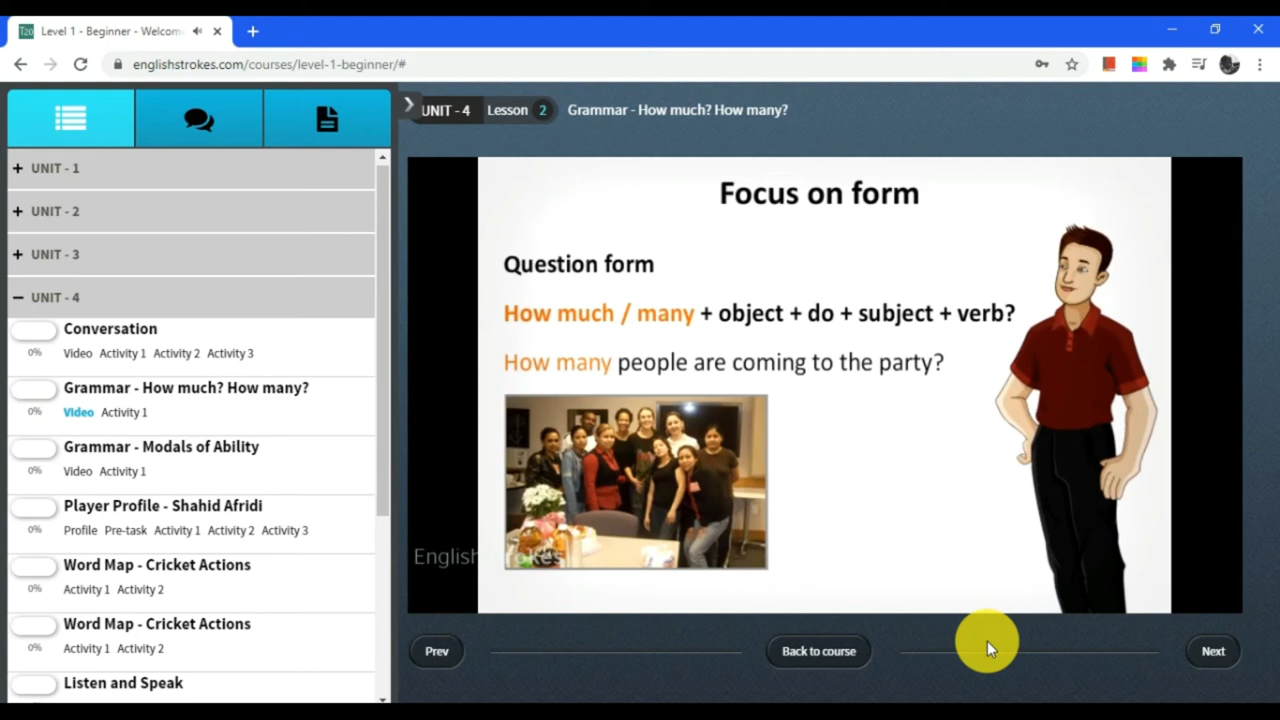 Level 1 - Beginner - Welcom
englishstrokes.com/courses/level-1-beginner/#
UNIT - 1
UNIT - 2
UNIT - 3
UNIT - 4
Conversation
0%
Video Activity 1 Activity 2 Activity 3
Grammar - How much? How many?
0%
Video Activity 1
Grammar - Modals of Ability
0%
Video Activity 1
Player Profile - Shahid Afridi
0%
Profile Pre-task Activity 1 Activity 2 Activity 3
Word Map - Cricket Actions
0%
Activity 1 Activity 2
Word Map - Cricket Actions
0%
Activity 1 Activity 2
Listen and Speak
UNIT - 4 Lesson 2 Grammar - How much? How many?
Focus on form
Question form
How much / many + object + do + subject + verb?
How many people are coming to the party?
EnglishStrokes
Prev
Back to course
Next